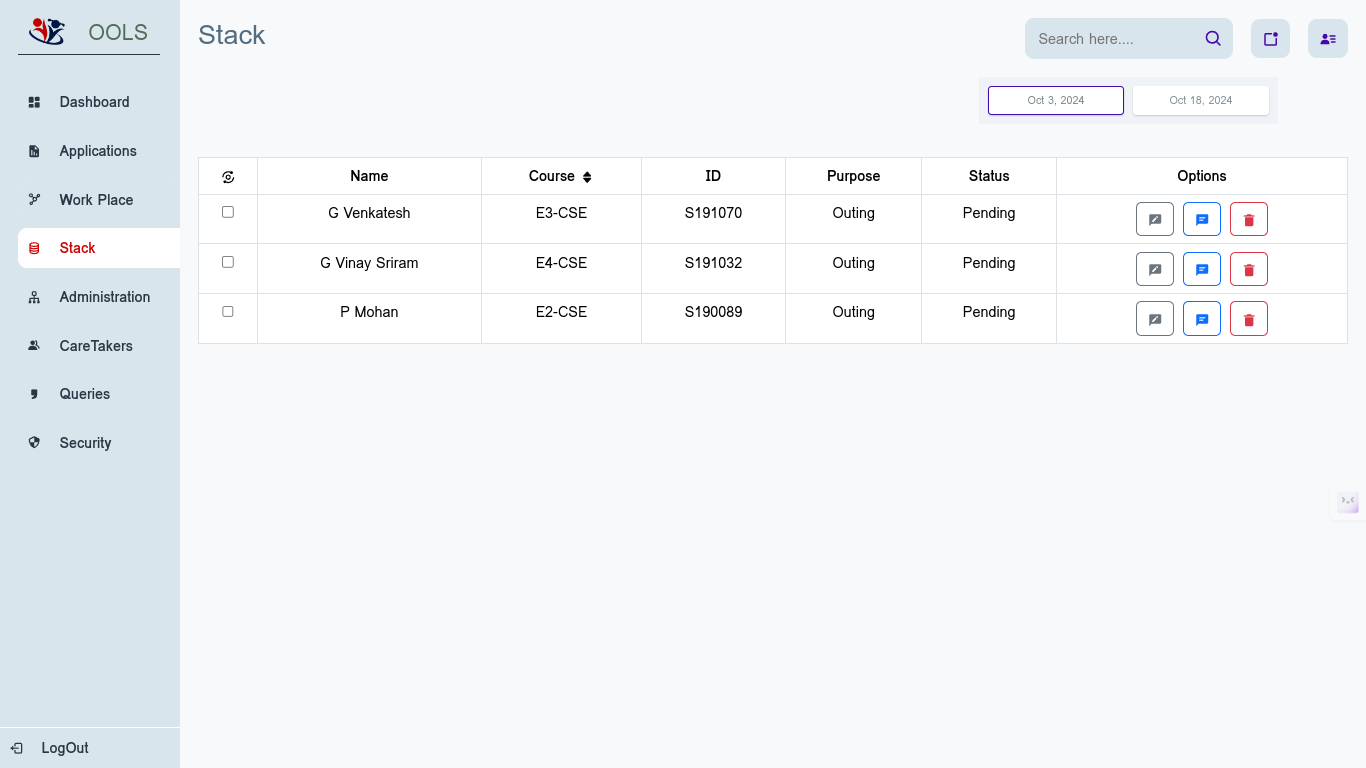 OOLS
Stack
Search here....
Oct 3, 2024 Oct 18, 2024
Dashboard
Applications
Work Place
Stack
Administration
CareTakers
Queries
Security
LogOut
Name Course ID Purpose Status Options
G Venkatesh E3-CSE S191070 Outing Pending
G Vinay Sriram E4-CSE S191032 Outing Pending
P Mohan E2-CSE S190089 Outing Pending